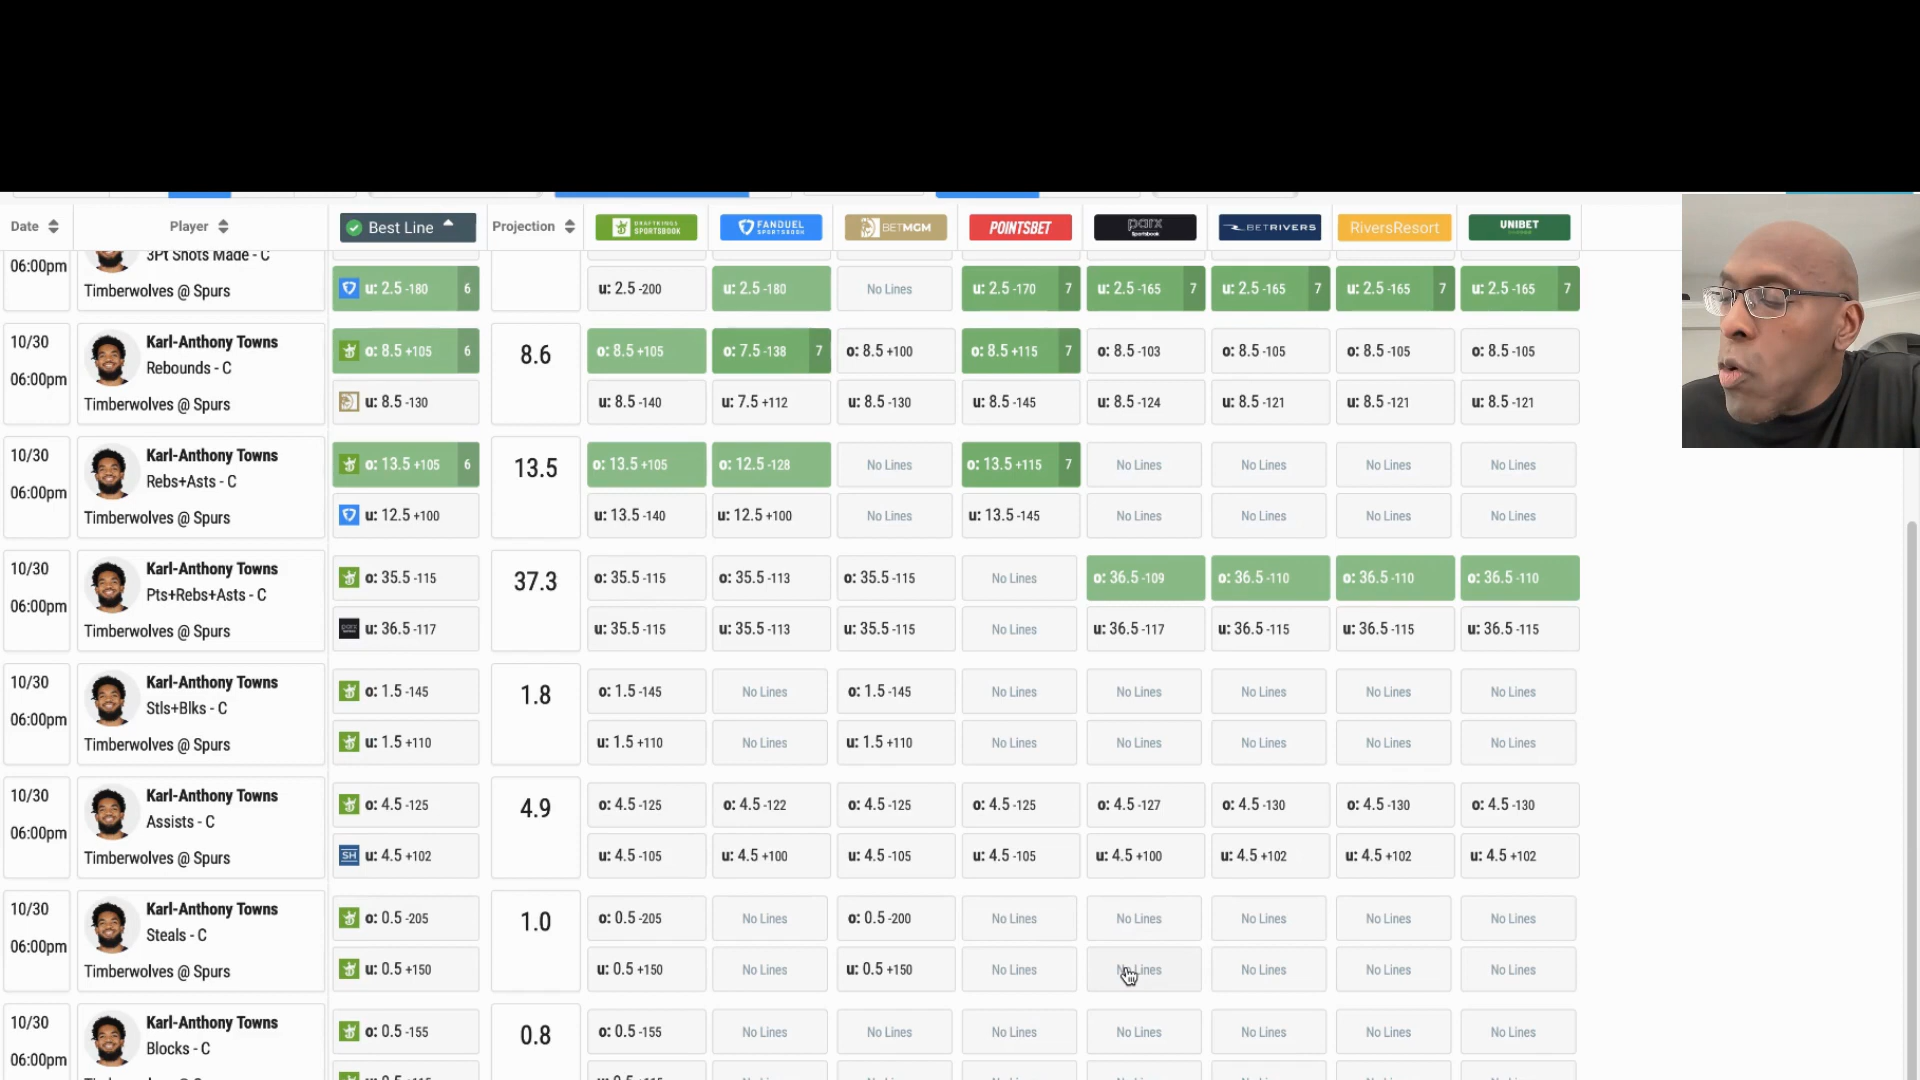 Date Player Best Line Projection DRAFTKINGS SPORTSBOOK FANDUEL SPORTSBOOK BETMGM POINTSBET parx Sportsbook BETRIVERS RiversResort UNIBET
06:00pm 3Pt Shots Made - C
Timberwolves @ Spurs u: 2.5 -180 6 u: 2.5 -200 u: 2.5 -180 No Lines u: 2.5 -170 7 u: 2.5 -165 7 u: 2.5 -165 7 u: 2.5 -165 7 u: 2.5 -165 7
10/30 Karl-Anthony Towns
06:00pm Rebounds - C o: 8.5 +105 6 8.6 o: 8.5 +105 o: 7.5 -138 7 o: 8.5 +100 o: 8.5 +115 7 o: 8.5 -103 o: 8.5 -105 o: 8.5 -105 o: 8.5 -105
Timberwolves @ Spurs u: 8.5 -130 u: 8.5 -140 u: 7.5 +112 u: 8.5 -130 u: 8.5 -145 u: 8.5 -124 u: 8.5 -121 u: 8.5 -121 u: 8.5 -121
10/30 Karl-Anthony Towns
06:00pm Rebs+Asts - C o: 13.5 +105 6 13.5 o: 13.5 +105 o: 12.5 -128 No Lines o: 13.5 +115 7 No Lines No Lines No Lines No Lines
Timberwolves @ Spurs u: 12.5 +100 u: 13.5 -140 u: 12.5 +100 No Lines u: 13.5 -145 No Lines No Lines No Lines No Lines
10/30 Karl-Anthony Towns
06:00pm Pts+Rebs+Asts - C o: 35.5 -115 37.3 o: 35.5 -115 o: 35.5 -113 o: 35.5 -115 No Lines o: 36.5 -109 o: 36.5 -110 o: 36.5 -110 o: 36.5 -110
Timberwolves @ Spurs parx u: 36.5 -117 u: 35.5 -115 u: 35.5 -113 u: 35.5 -115 No Lines u: 36.5 -117 u: 36.5 -115 u: 36.5 -115 u: 36.5 -115
10/30 Karl-Anthony Towns
06:00pm Stls+Blks - C o: 1.5 -145 1.8 o: 1.5 -145 No Lines o: 1.5 -145 No Lines No Lines No Lines No Lines No Lines
Timberwolves @ Spurs u: 1.5 +110 u: 1.5 +110 No Lines u: 1.5 +110 No Lines No Lines No Lines No Lines No Lines
10/30 Karl-Anthony Towns
06:00pm Assists - C o: 4.5 -125 4.9 o: 4.5 -125 o: 4.5 -122 o: 4.5 -125 o: 4.5 -125 o: 4.5 -127 o: 4.5 -130 o: 4.5 -130 o: 4.5 -130
Timberwolves @ Spurs SH u: 4.5 +102 u: 4.5 -105 u: 4.5 +100 u: 4.5 -105 u: 4.5 -105 u: 4.5 +100 u: 4.5 +102 u: 4.5 +102 u: 4.5 +102
10/30 Karl-Anthony Towns
06:00pm Steals - C o: 0.5 -205 1.0 o: 0.5 -205 No Lines o: 0.5 -200 No Lines No Lines No Lines No Lines No Lines
Timberwolves @ Spurs u: 0.5 +150 u: 0.5 +150 No Lines u: 0.5 +150 No Lines No Lines No Lines No Lines No Lines
10/30 Karl-Anthony Towns
06:00pm Blocks - C o: 0.5 -155 0.8 o: 0.5 -155 No Lines No Lines No Lines No Lines No Lines No Lines No Lines